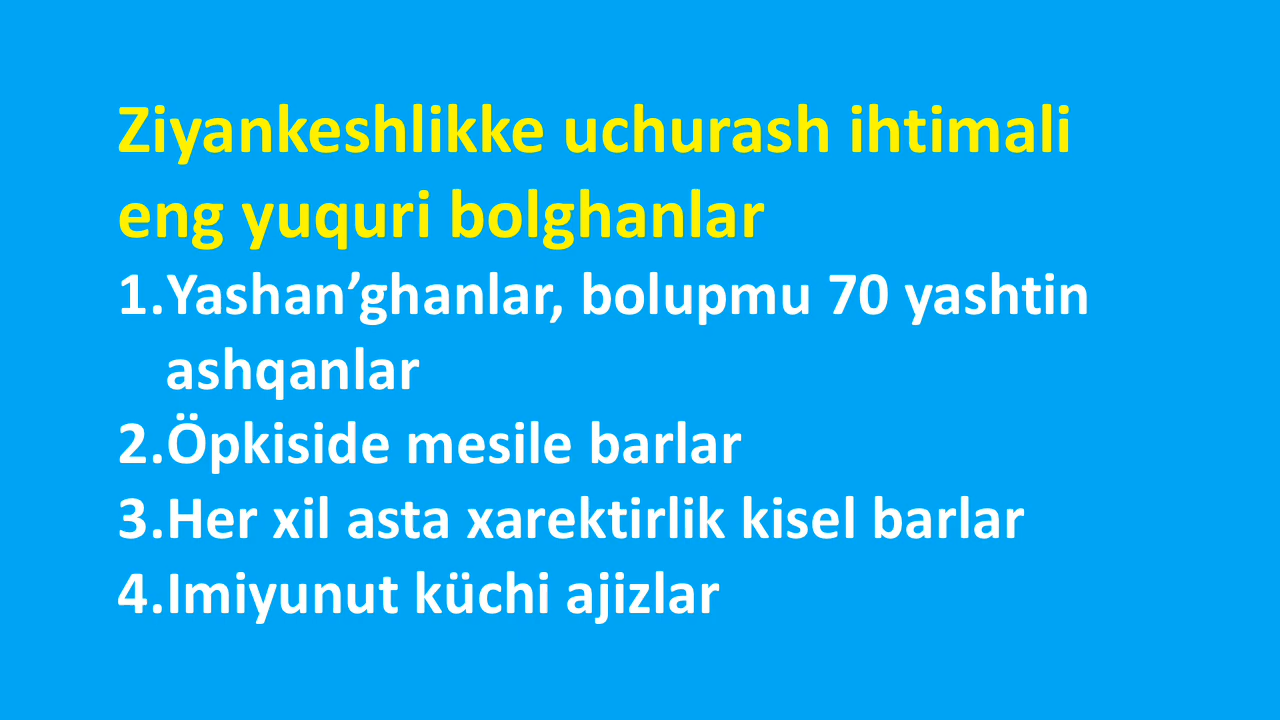 Ziyankeshlikke uchurash ihtimali
eng yuquri bolghanlar
1.Yashan’ghanlar, bolupmu 70 yashtin
ashqanlar
2.Öpkiside mesile barlar
3.Her xil asta xarektirlik kisel barlar
4.Imiyunut küchi ajizlar